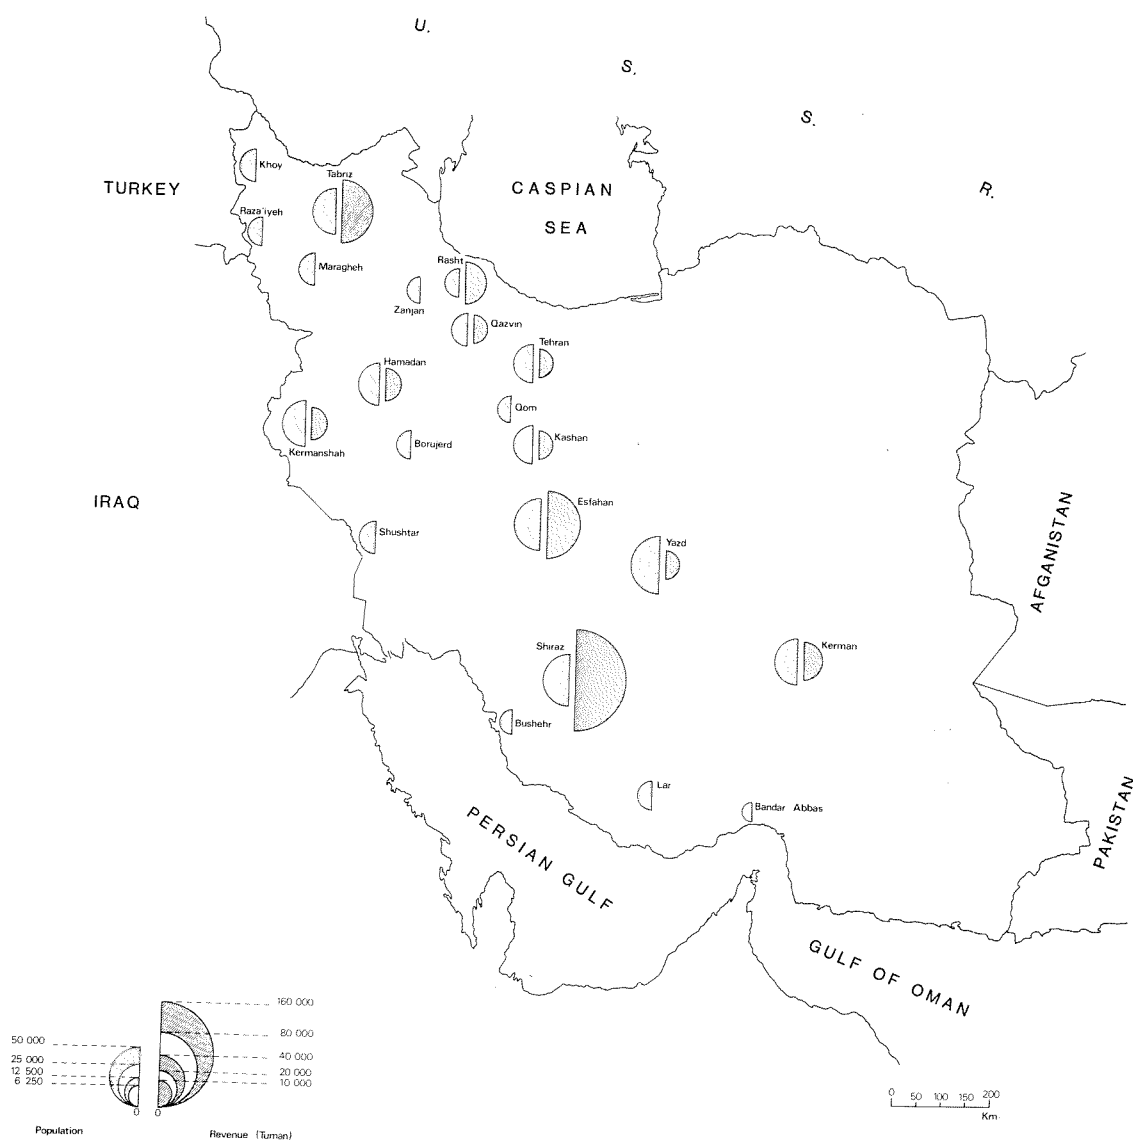 U.
S.
S.
R.
TURKEY
CASPIAN
SEA
Khoy
Tabriz
Raza'iyeh
Maragheh
Rasht
Zanjan
Qazvin
Tehran
Hamadan
Qom
Kermanshah
Borujerd
Kashan
IRAQ
Esfahan
Shushtar
Yazd
AFGANISTAN
Shiraz
Kerman
Bushehr
Lar
Bandar Abbas
PAKISTAN
PERSIAN GULF
GULF OF OMAN
160 000
80 000
50 000
40 000
25 000
20 000
12 500
10 000
6 250
0 0
Population
Revenue (Tuman)
0 50 100 150 200
Km.